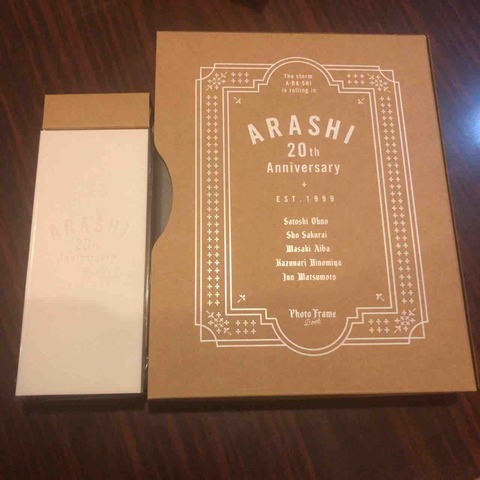 ARASHI
20th
Anniversary
The storm
A·RA·SHI
is rolling in
ARASHI
20th
Anniversary
EST.1999
Satoshi Ohno
Sho Sakurai
Masaki Aiba
Kazunari Ninomiya
Jun Matsumoto
Photo Frame